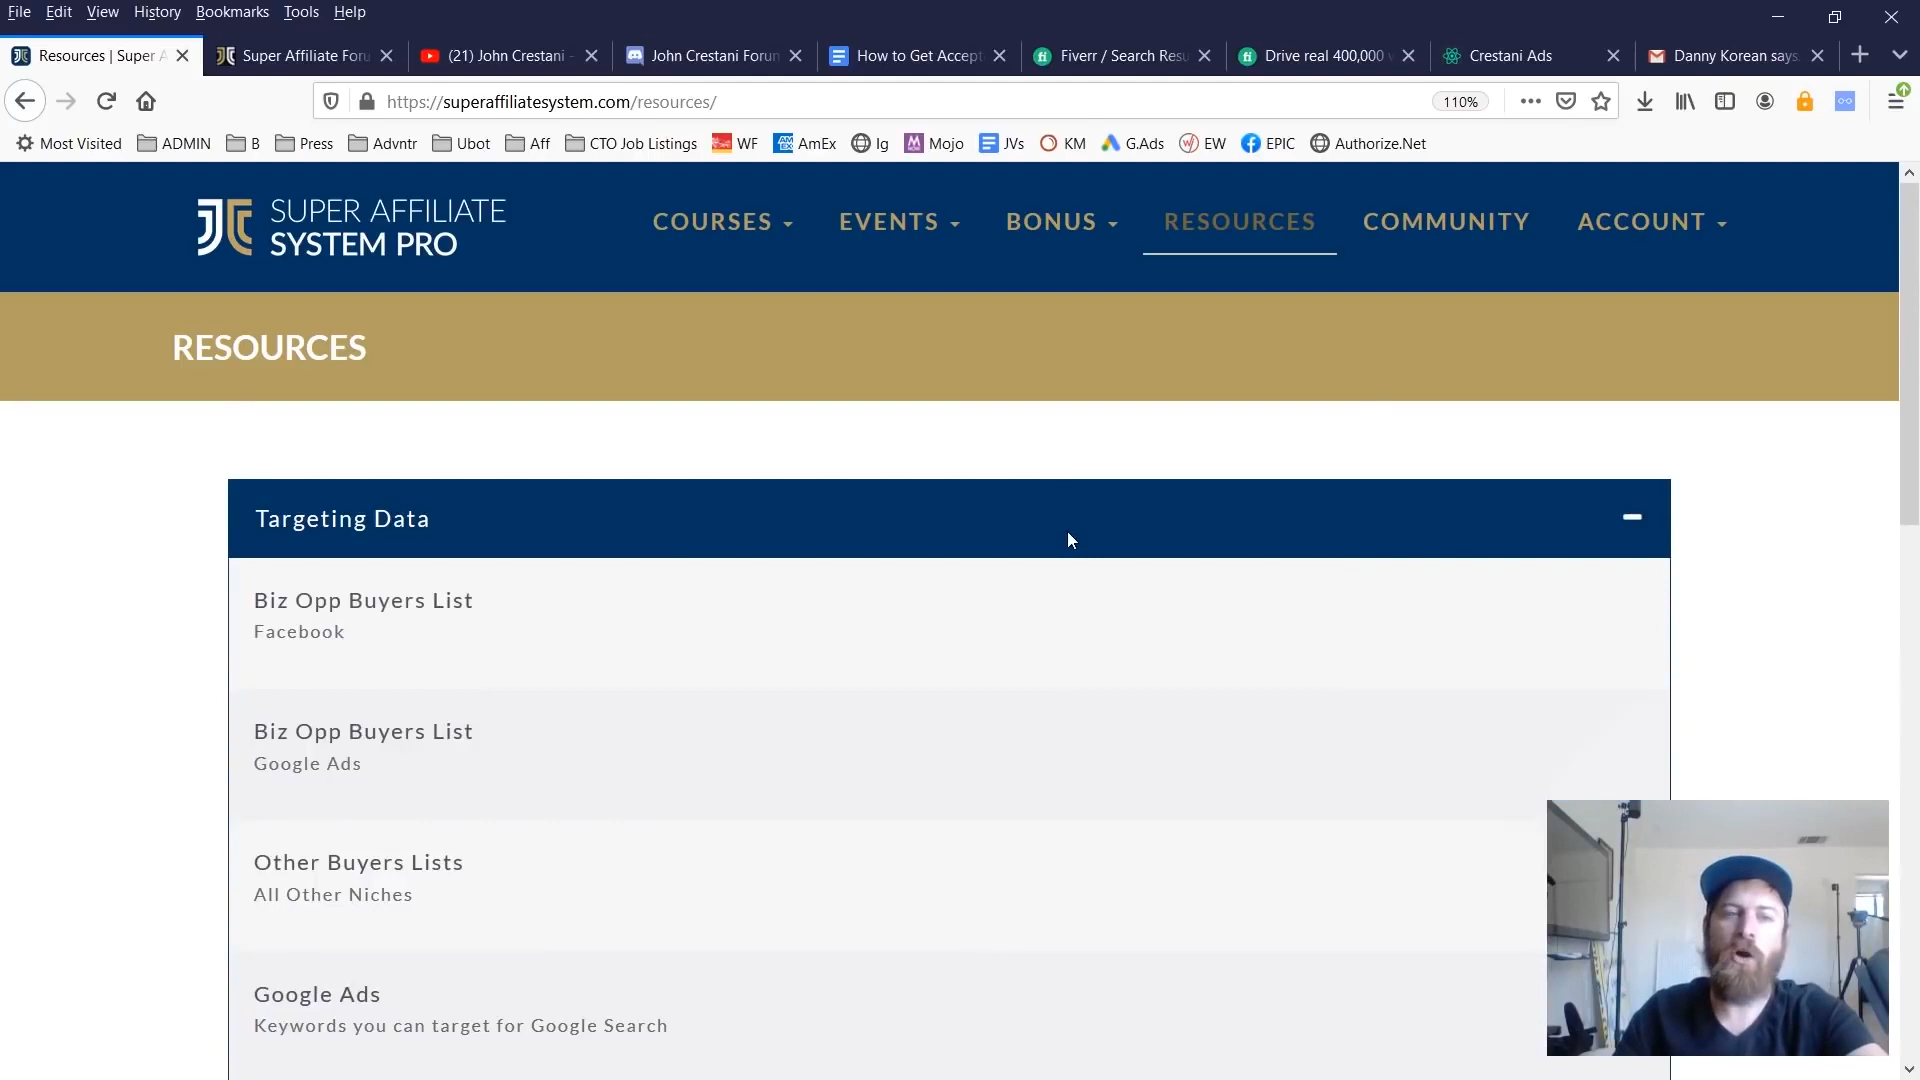 File Edit View History Bookmarks Tools Help
Resources | Super A
Super Affiliate Foru
(21) John Crestani -
John Crestani Forum
How to Get Accept
Fiverr / Search Resu
Drive real 400,000
Crestani Ads
Danny Korean says
https://superaffiliatesystem.com/resources/
110%
Most Visited ADMIN B Press Advntr Ubot Aff CTO Job Listings WF AmEx Ig Mojo JVs KM G.Ads EW EPIC Authorize.Net
SUPER AFFILIATE
SYSTEM PRO
COURSES EVENTS BONUS RESOURCES COMMUNITY ACCOUNT
RESOURCES
Targeting Data
Biz Opp Buyers List
Facebook
Biz Opp Buyers List
Google Ads
Other Buyers Lists
All Other Niches
Google Ads
Keywords you can target for Google Search